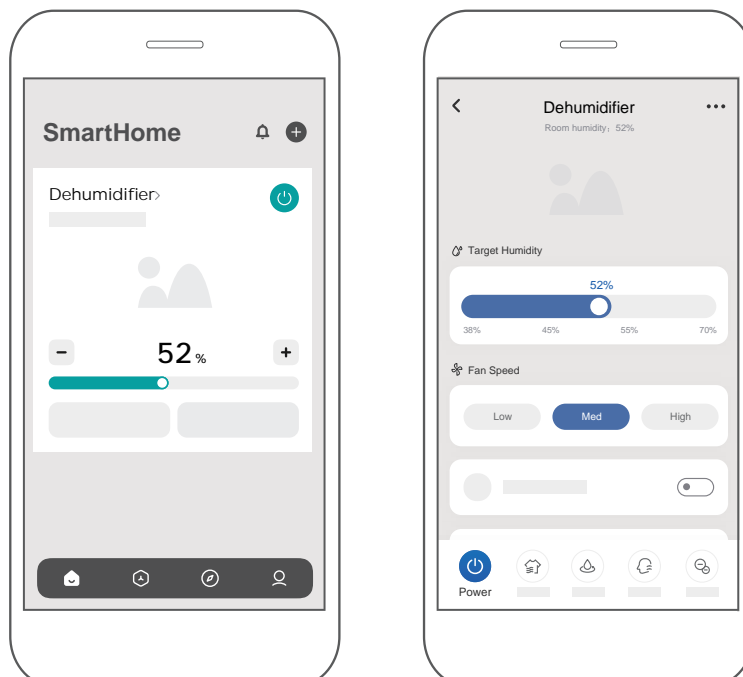 SmartHome
Dehumidifier>
52 %
Dehumidifier
Room humidity: 52%
Target Humidity
52%
38% 45% 55% 70%
Fan Speed
Low Med High
Power